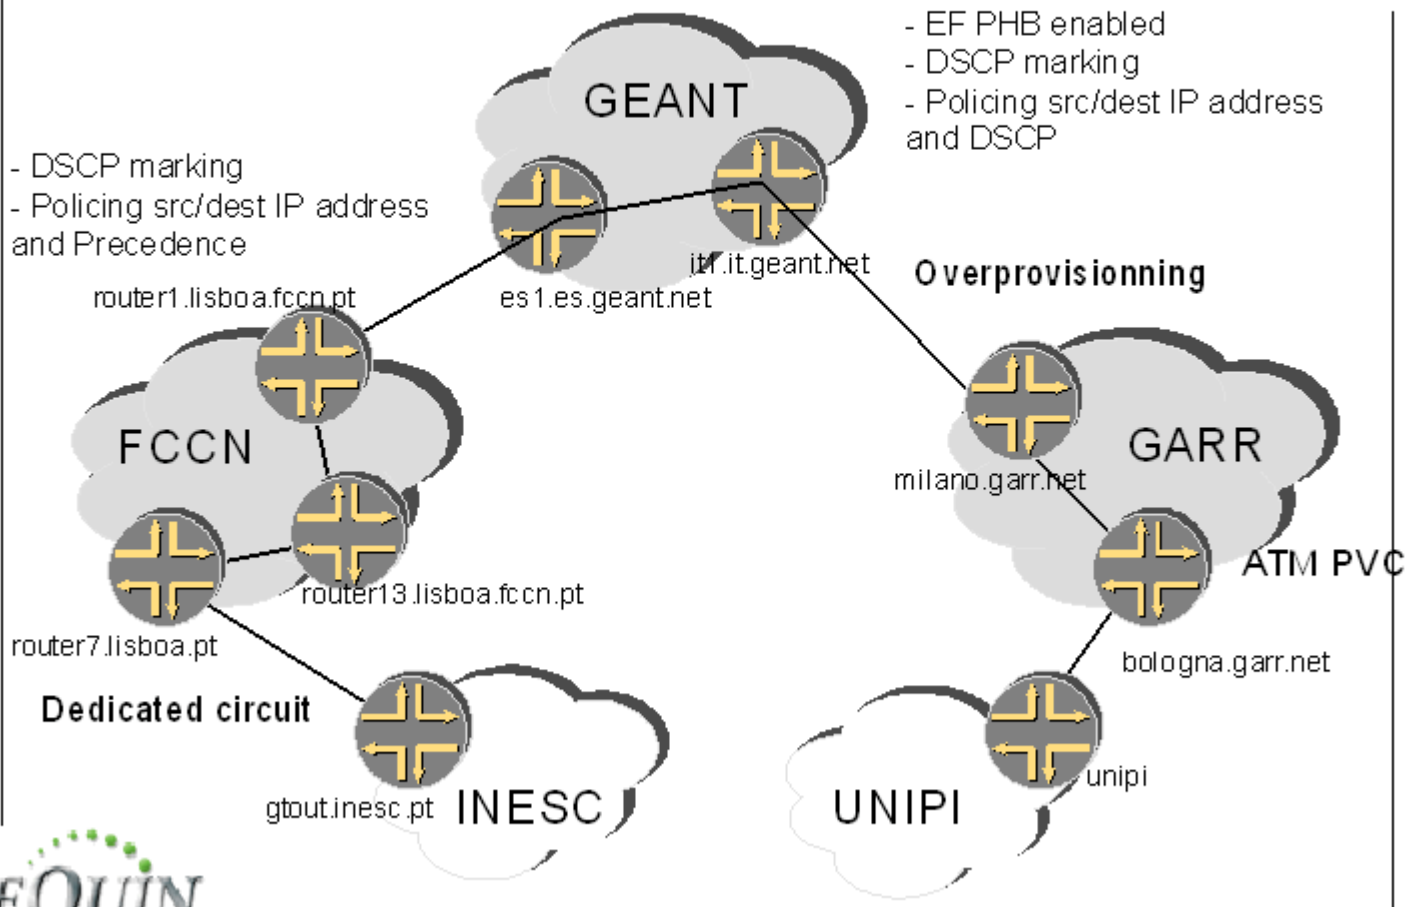 - EF PHB enabled
- DSCP marking
- Policing src/dest IP address
and DSCP
GEANT
- DSCP marking
- Policing src/dest IP address
and Precedence
it1.it.geant.net
Overprovisionning
router1.lisboa.fccn.pt
es1.es.geant.net
FCCN
GARR
milano.garr.net
ATM PVC
router13.lisboa.fccn.pt
router7.lisboa.pt
bologna.garr.net
Dedicated circuit
unipi
gtout.inesc.pt
INESC
UNIPI
EQUIN